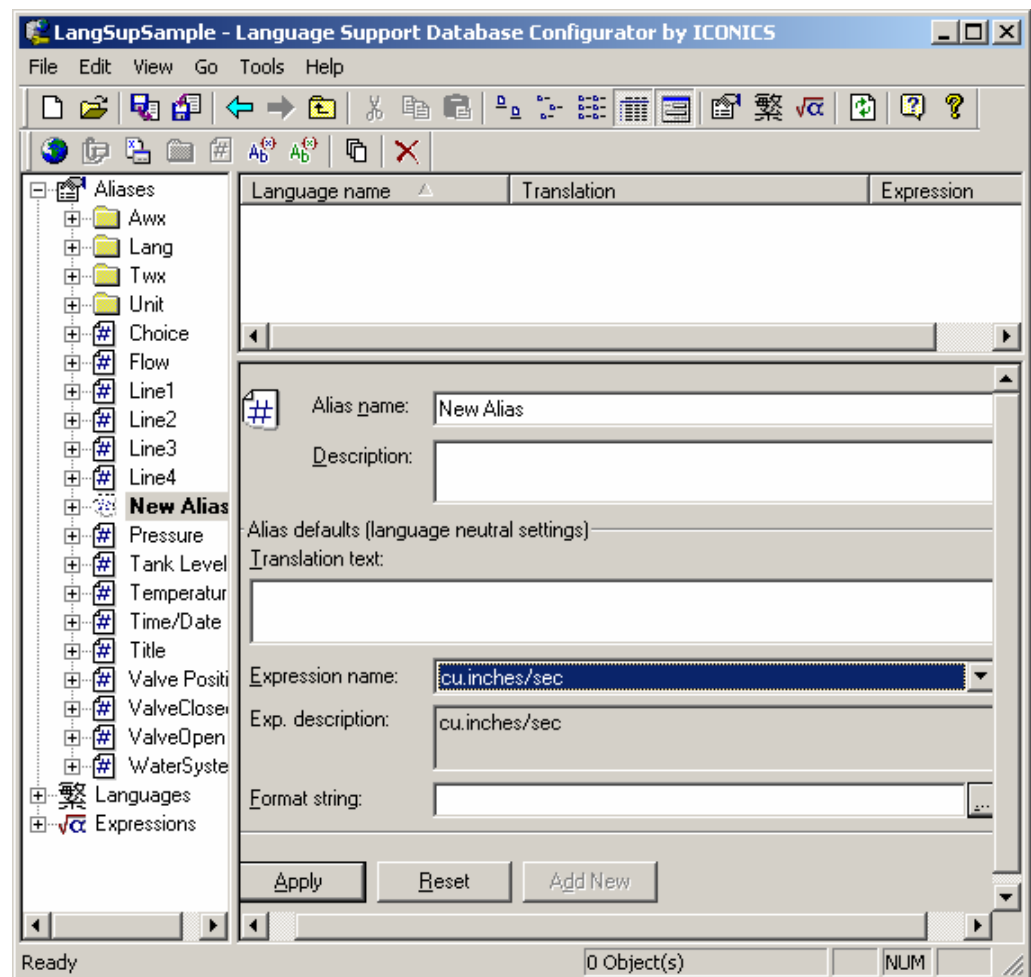 LangSupSample - Language Support Database Configurator by ICONICS
File Edit View Go Tools Help
Aliases
Awx
Lang
Twx
Unit
Choice
Flow
Line1
Line2
Line3
Line4
New Alias
Pressure
Tank Level
Temperatur
Time/Date
Title
Valve Positi
ValveClose
ValveOpen
WaterSyste
繁 Languages
√α Expressions
Language name Translation Expression
Alias name: New Alias
Description:
Alias defaults (language neutral settings)
Translation text:
Expression name: cu.inches/sec
Exp. description: cu.inches/sec
Format string: ...
Apply Reset Add New
Ready 0 Object(s) NUM